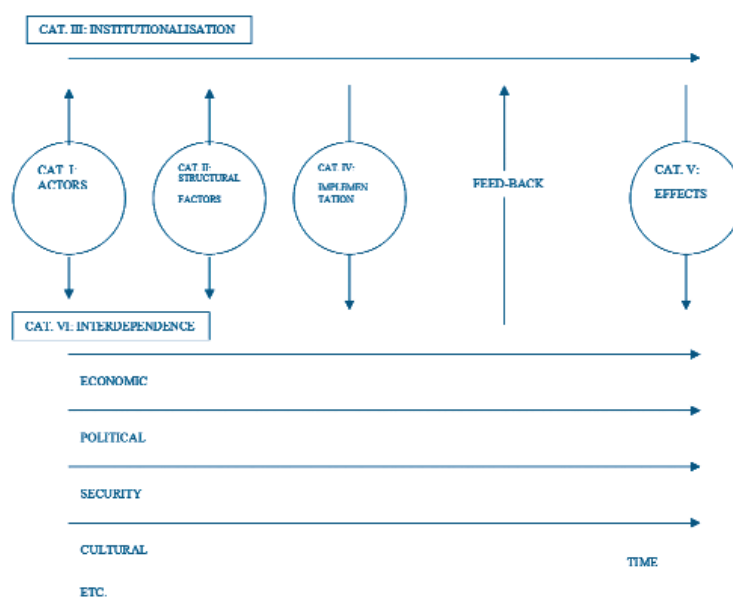 CAT. III: INSTITUTIONALISATION
CAT. I:
ACTORS
CAT. II:
STRUCTURAL
FACTORS
CAT. IV:
IMPLEMEN
TATION
FEED-BACK
CAT. V:
EFFECTS
CAT. VI: INTERDEPENDENCE
ECONOMIC
POLITICAL
SECURITY
CULTURAL
TIME
ETC.